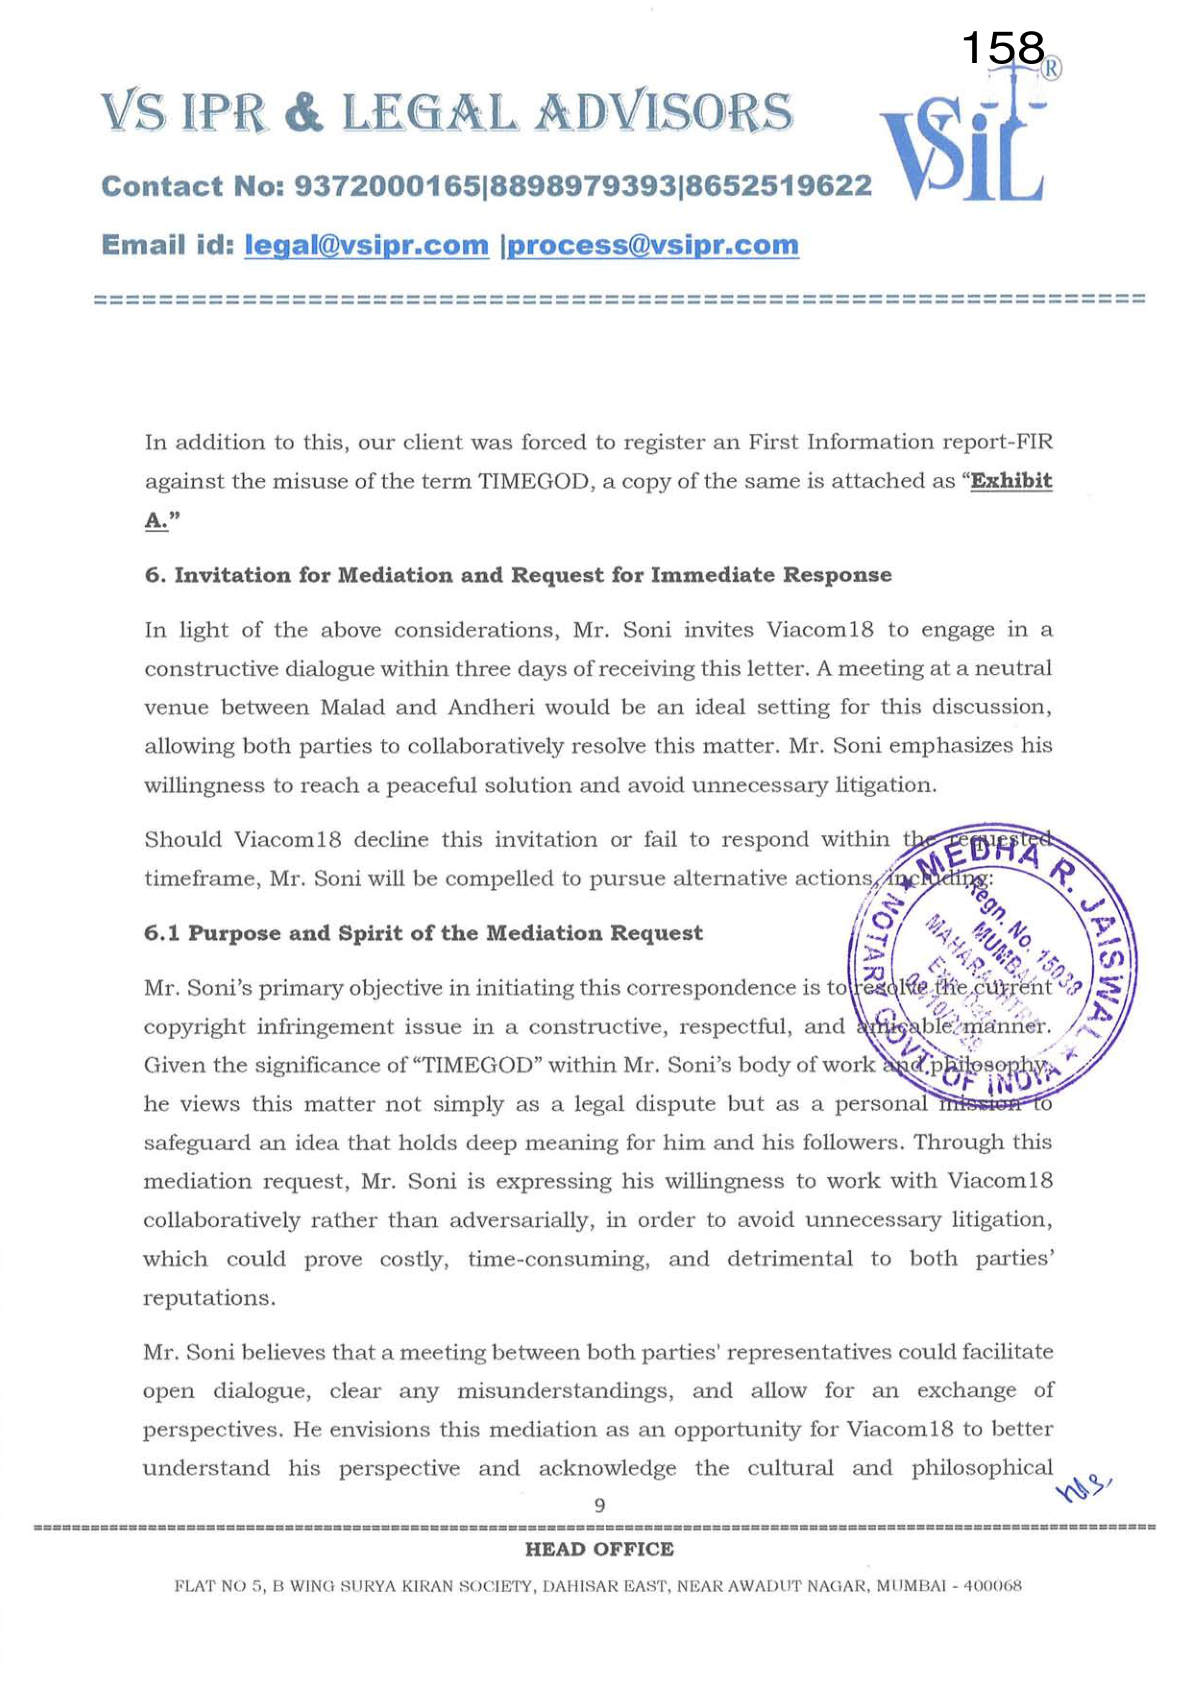 158
VS IPR & LEGAL ADVISORS
VSiL ®
Contact No: 9372000165|8898979393|8652519622
Email id: legal@vsipr.com |process@vsipr.com
In addition to this, our client was forced to register an First Information report-FIR
against the misuse of the term TIMEGOD, a copy of the same is attached as “Exhibit
A.”
6. Invitation for Mediation and Request for Immediate Response
In light of the above considerations, Mr. Soni invites Viacom18 to engage in a
constructive dialogue within three days of receiving this letter. A meeting at a neutral
venue between Malad and Andheri would be an ideal setting for this discussion,
allowing both parties to collaboratively resolve this matter. Mr. Soni emphasizes his
willingness to reach a peaceful solution and avoid unnecessary litigation.
Should Viacom18 decline this invitation or fail to respond within the requested
timeframe, Mr. Soni will be compelled to pursue alternative actions, including:
6.1 Purpose and Spirit of the Mediation Request
Mr. Soni’s primary objective in initiating this correspondence is to resolve the current
copyright infringement issue in a constructive, respectful, and amicable manner.
Given the significance of “TIMEGOD” within Mr. Soni’s body of work and philosophy,
he views this matter not simply as a legal dispute but as a personal mission to
safeguard an idea that holds deep meaning for him and his followers. Through this
mediation request, Mr. Soni is expressing his willingness to work with Viacom18
collaboratively rather than adversarially, in order to avoid unnecessary litigation,
which could prove costly, time-consuming, and detrimental to both parties’
reputations.
Mr. Soni believes that a meeting between both parties' representatives could facilitate
open dialogue, clear any misunderstandings, and allow for an exchange of
perspectives. He envisions this mediation as an opportunity for Viacom18 to better
understand his perspective and acknowledge the cultural and philosophical
MEDHA R. JAISWAL
NOTARY GOVT. OF INDIA
Regn. No. 15038
MUMBAI
MAHARASHTRA
9
HEAD OFFICE
FLAT NO 5, B WING SURYA KIRAN SOCIETY, DAHISAR EAST, NEAR AWADUT NAGAR, MUMBAI - 400068